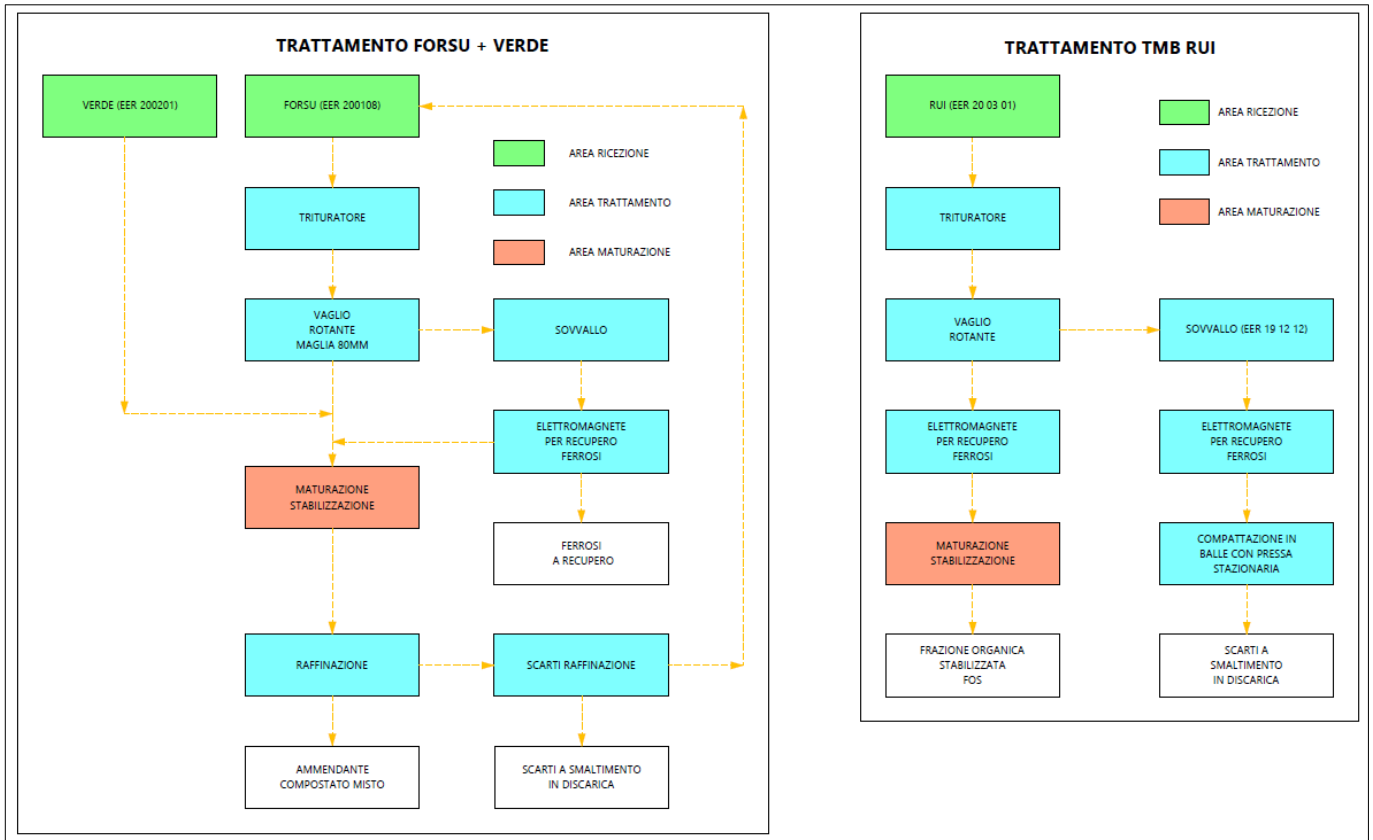 TRATTAMENTO FORSU + VERDE
VERDE (EER 200201)
FORSU (EER 200108)
AREA RICEZIONE
AREA TRATTAMENTO
AREA MATURAZIONE
TRITURATORE
VAGLIO
ROTANTE
MAGLIA 80MM
SOVVALLO
ELETTROMAGNETE
PER RECUPERO
FERROSI
MATURAZIONE
STABILIZZAZIONE
FERROSI
A RECUPERO
RAFFINAZIONE
SCARTI RAFFINAZIONE
AMMENDANTE
COMPOSTATO MISTO
SCARTI A SMALTIMENTO
IN DISCARICA
TRATTAMENTO TMB RUI
RUI (EER 20 03 01)
AREA RICEZIONE
AREA TRATTAMENTO
AREA MATURAZIONE
TRITURATORE
VAGLIO
ROTANTE
SOVVALLO (EER 19 12 12)
ELETTROMAGNETE
PER RECUPERO
FERROSI
ELETTROMAGNETE
PER RECUPERO
FERROSI
MATURAZIONE
STABILIZZAZIONE
COMPATTAZIONE IN
BALLE CON PRESSA
STAZIONARIA
FRAZIONE ORGANICA
STABILIZZATA
FOS
SCARTI A
SMALTIMENTO
IN DISCARICA